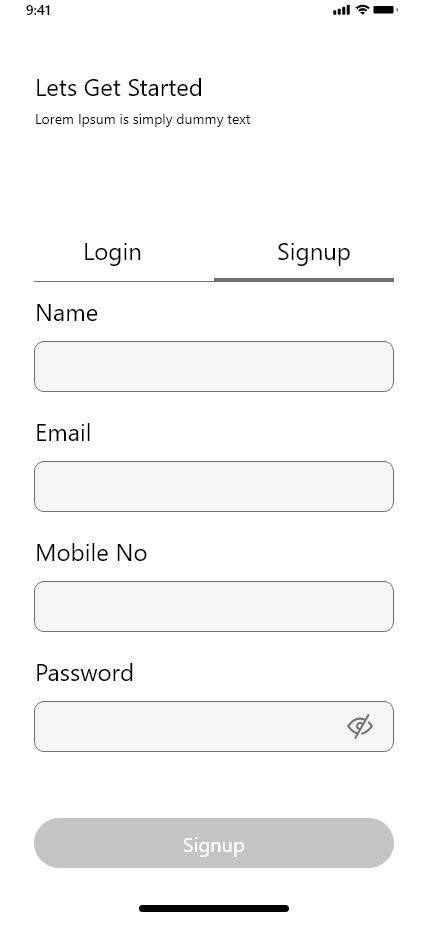 9:41
Lets Get Started
Lorem Ipsum is simply dummy text
Login Signup
Name
Email
Mobile No
Password
Signup